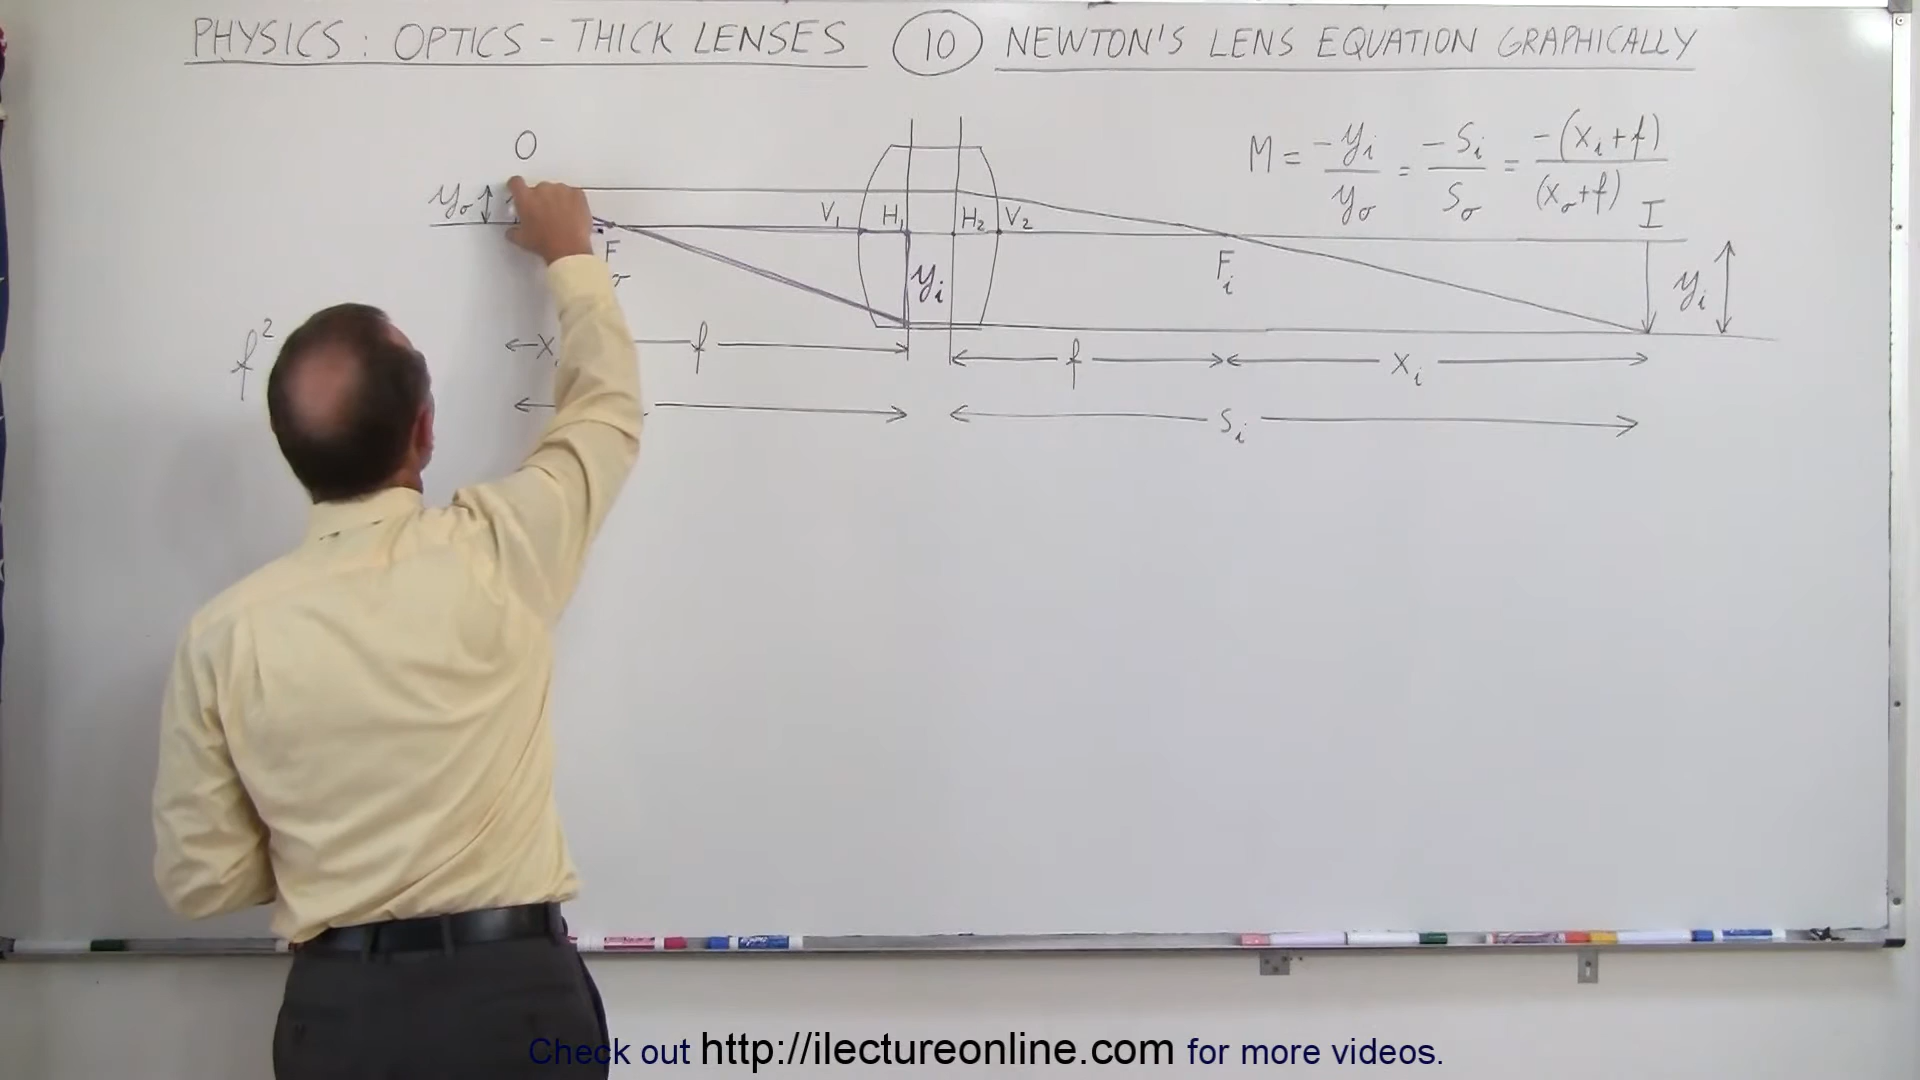 PHYSICS: OPTICS - THICK LENSES 10 NEWTON'S LENS EQUATION GRAPHICALLY
O
M = -yᵢ/yₒ = -Sᵢ/Sₒ = -(xᵢ+f)/(xₒ+f)
I
yₒ
V₁ H₁ H₂ V₂
F
Fᵢ
yᵢ
yᵢ
f²
x f
f xᵢ
Sᵢ
Check out http://ilectureonline.com for more videos.